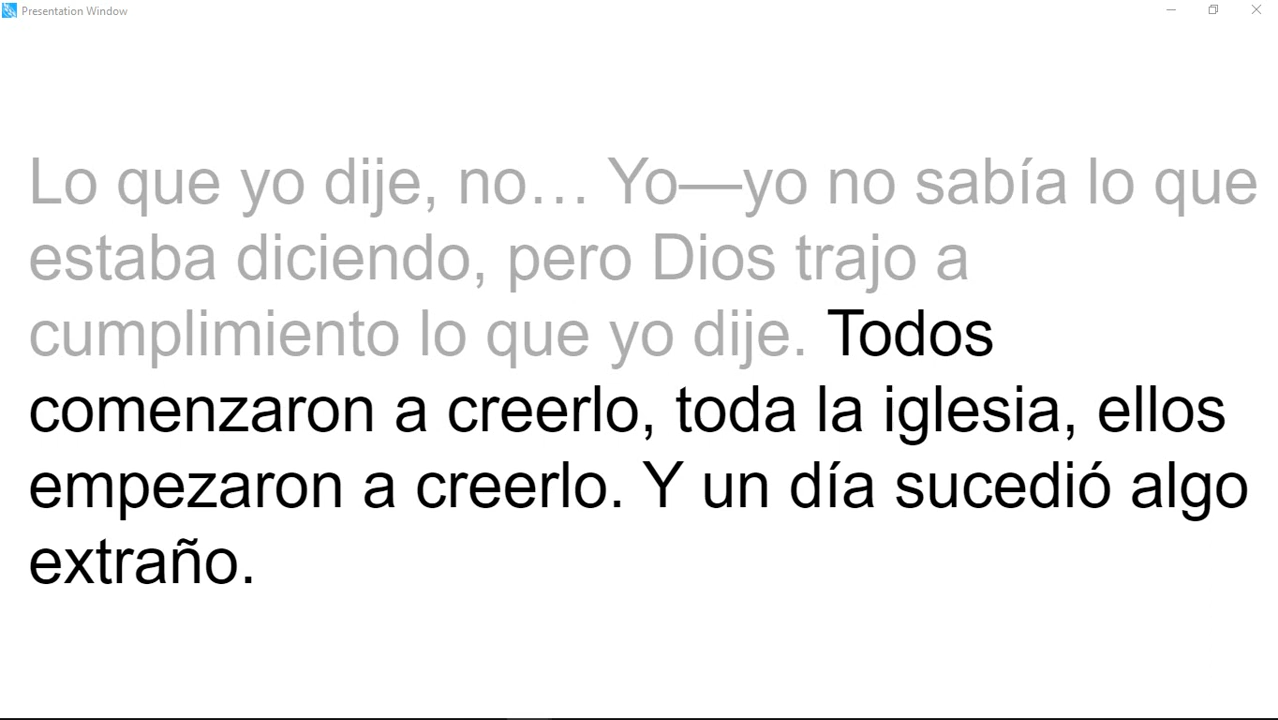 Presentation Window
Lo que yo dije, no… Yo—yo no sabía lo que
estaba diciendo, pero Dios trajo a
cumplimiento lo que yo dije. Todos
comenzaron a creerlo, toda la iglesia, ellos
empezaron a creerlo. Y un día sucedió algo
extraño.